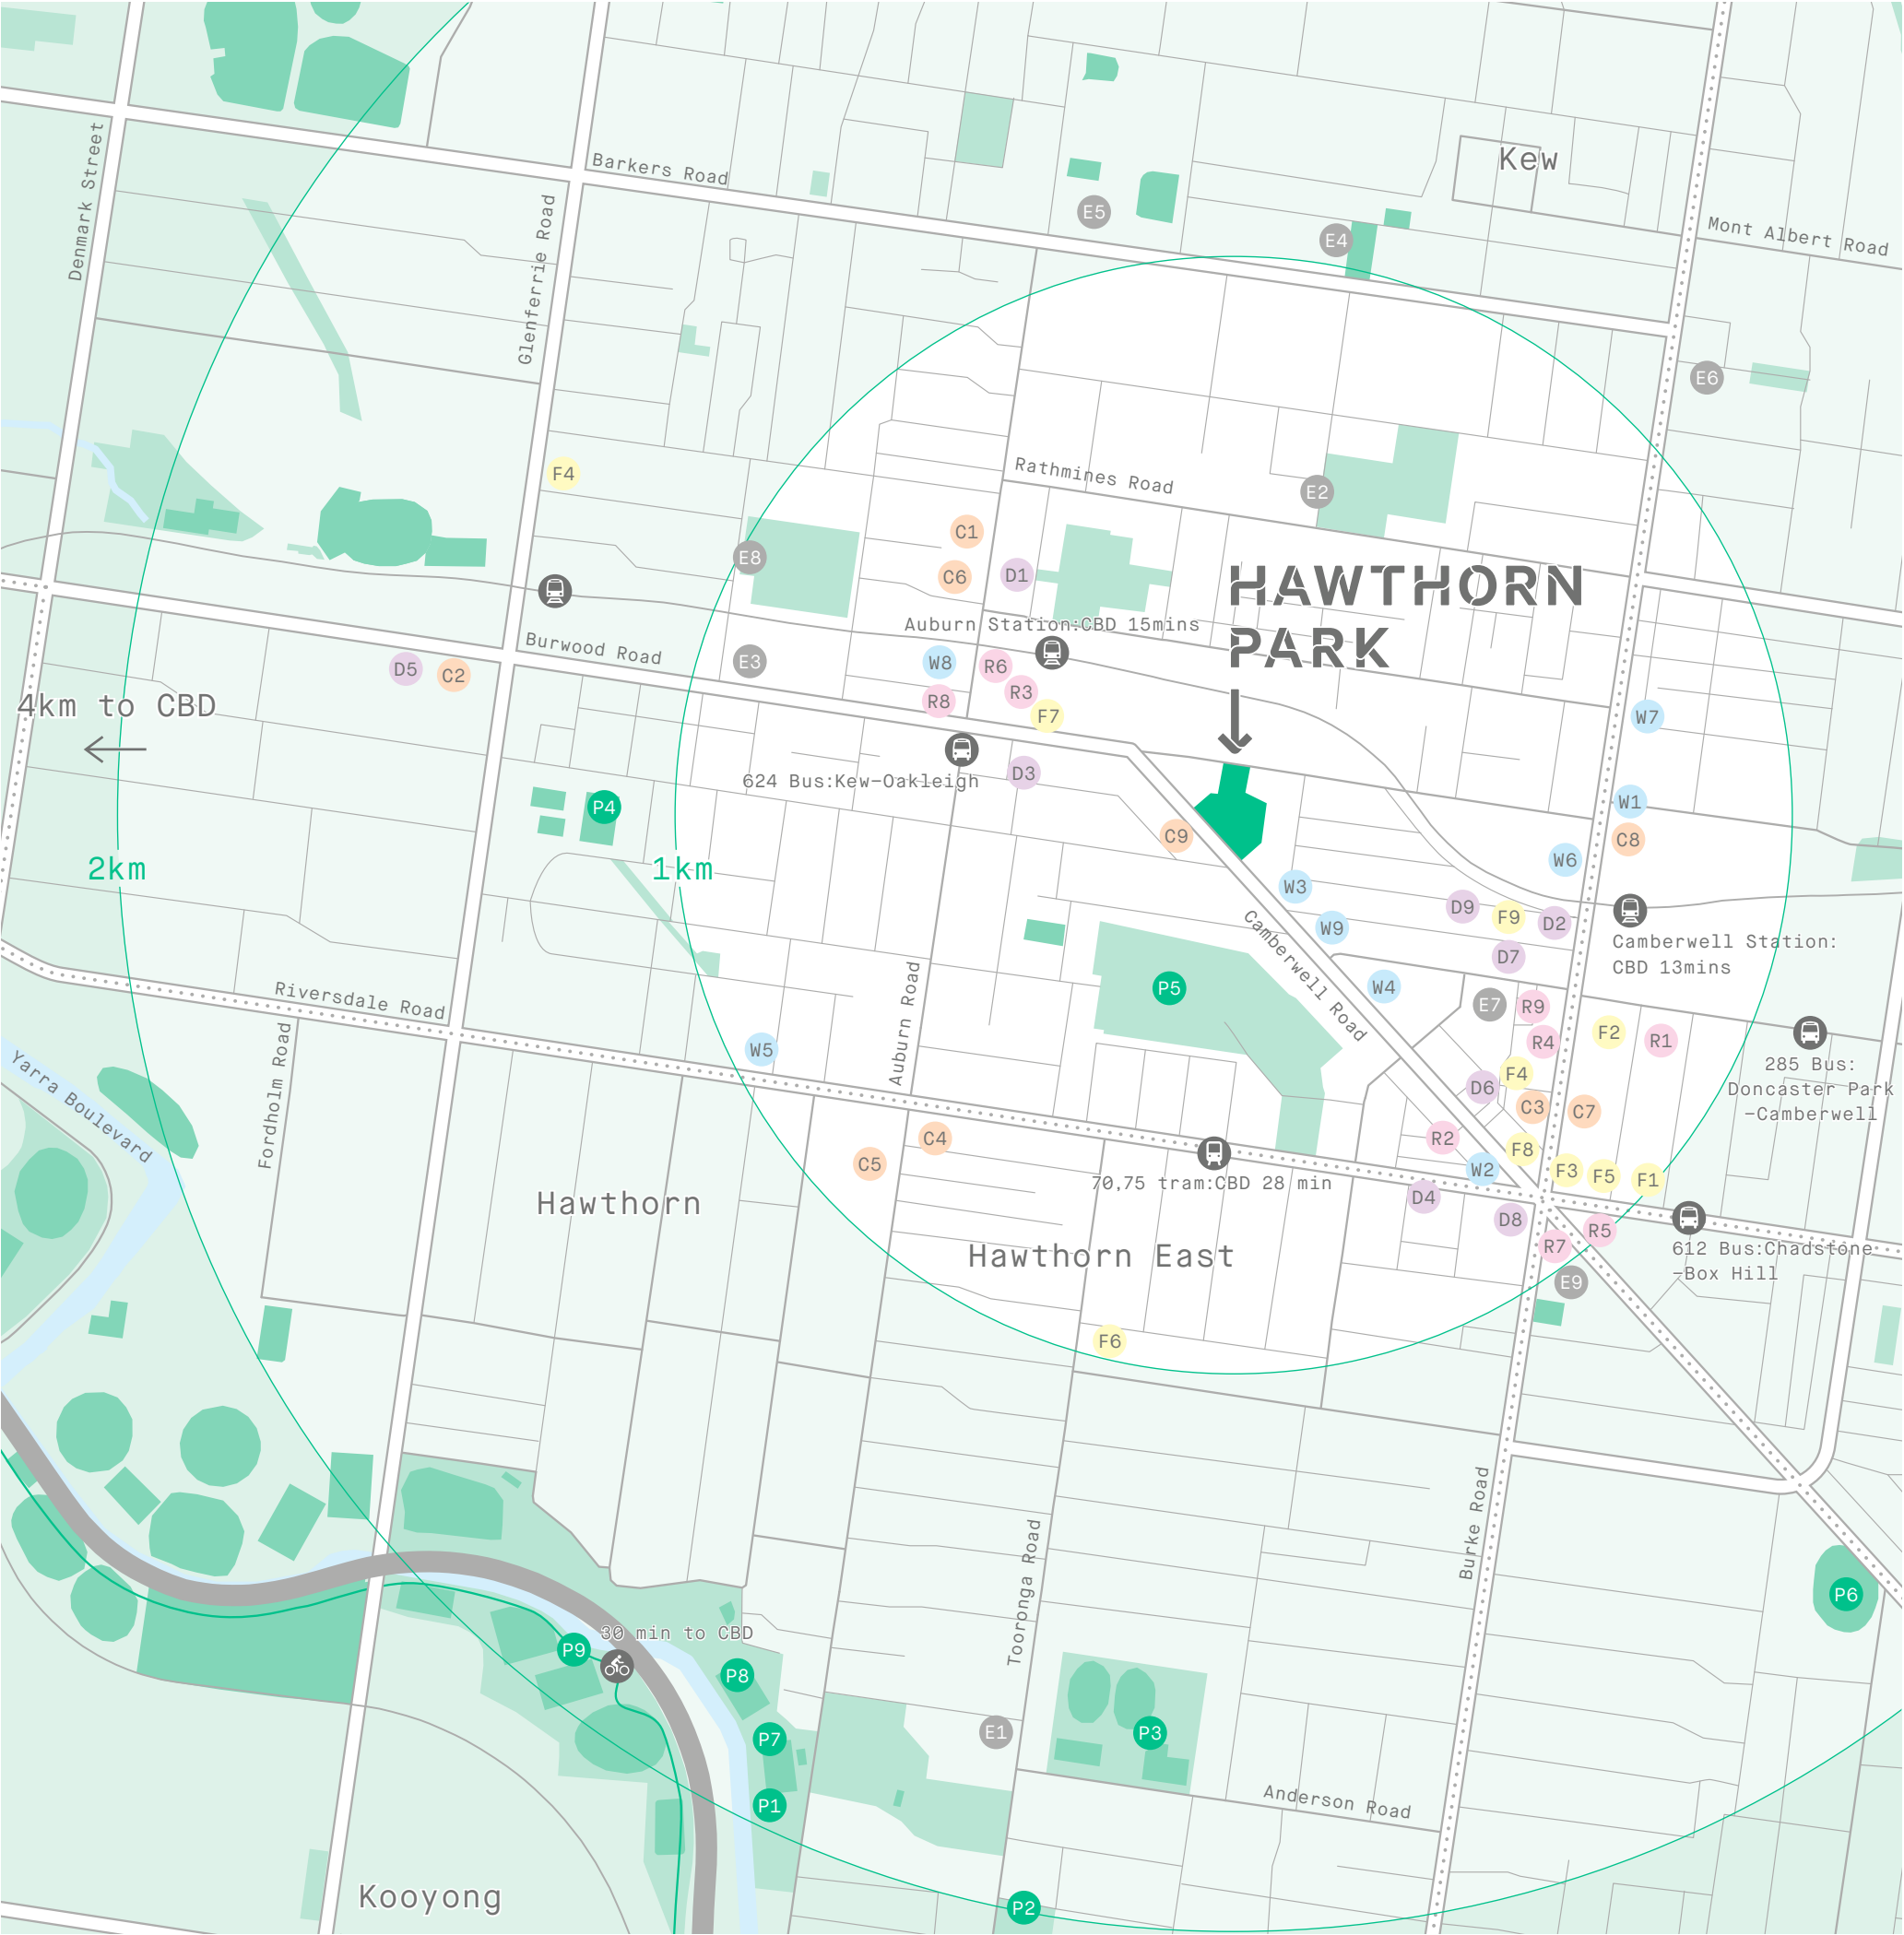 Kew
Denmark Street
Barkers Road
Glenferrie Road
Mont Albert Road
E5
E4
E6
Rathmines Road
F4
E2
C1
E8
C6
D1
HAWTHORN
PARK
Auburn Station:CBD 15mins
Burwood Road
E3
W8
R6
D5
C2
R3
R8
F7
W7
4km to CBD
624 Bus:Kew-Oakleigh
D3
P4
W1
C9
C8
2km
1km
W6
W3
D9
F9
D2
W9
Camberwell Road
Camberwell Station:
CBD 13mins
D7
P5
W4
Riversdale Road
Auburn Road
E7
R9
F2
R1
R4
W5
285 Bus:
Doncaster Park
-Camberwell
Yarra Boulevard
Fordholm Road
F4
D6
C3
C7
C4
R2
F8
C5
W2
F3
F5
F1
70,75 tram:CBD 28 min
D4
Hawthorn
D8
R5
R7
612 Bus:Chadstone
-Box Hill
Hawthorn East
E9
F6
Burke Road
Tooronga Road
P6
30 min to CBD
P9
P8
P7
E1
P3
P1
Anderson Road
Kooyong
P2